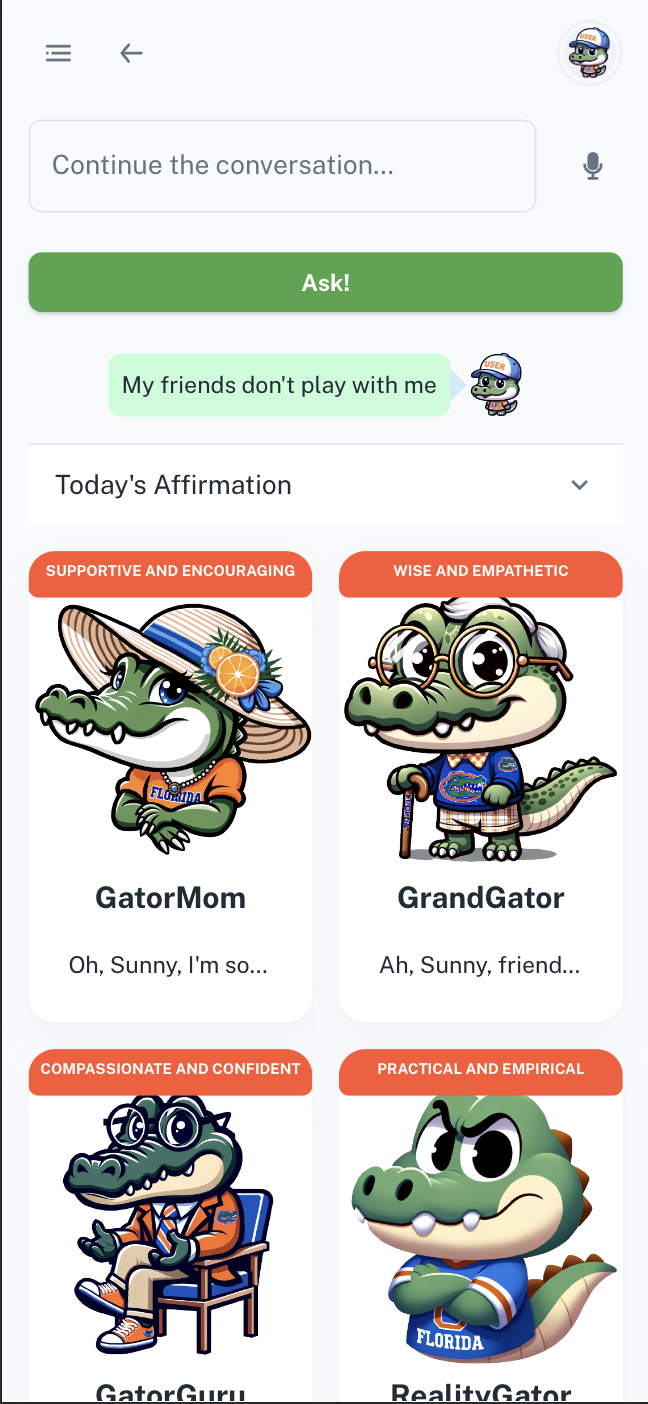 USER
Continue the conversation...
Ask!
My friends don't play with me
USER
Today's Affirmation
SUPPORTIVE AND ENCOURAGING
WISE AND EMPATHETIC
FLORIDA
GatorMom
GrandGator
Oh, Sunny, I'm so...
Ah, Sunny, friend...
COMPASSIONATE AND CONFIDENT
PRACTICAL AND EMPIRICAL
FLORIDA
GatorGuru
RealityGator